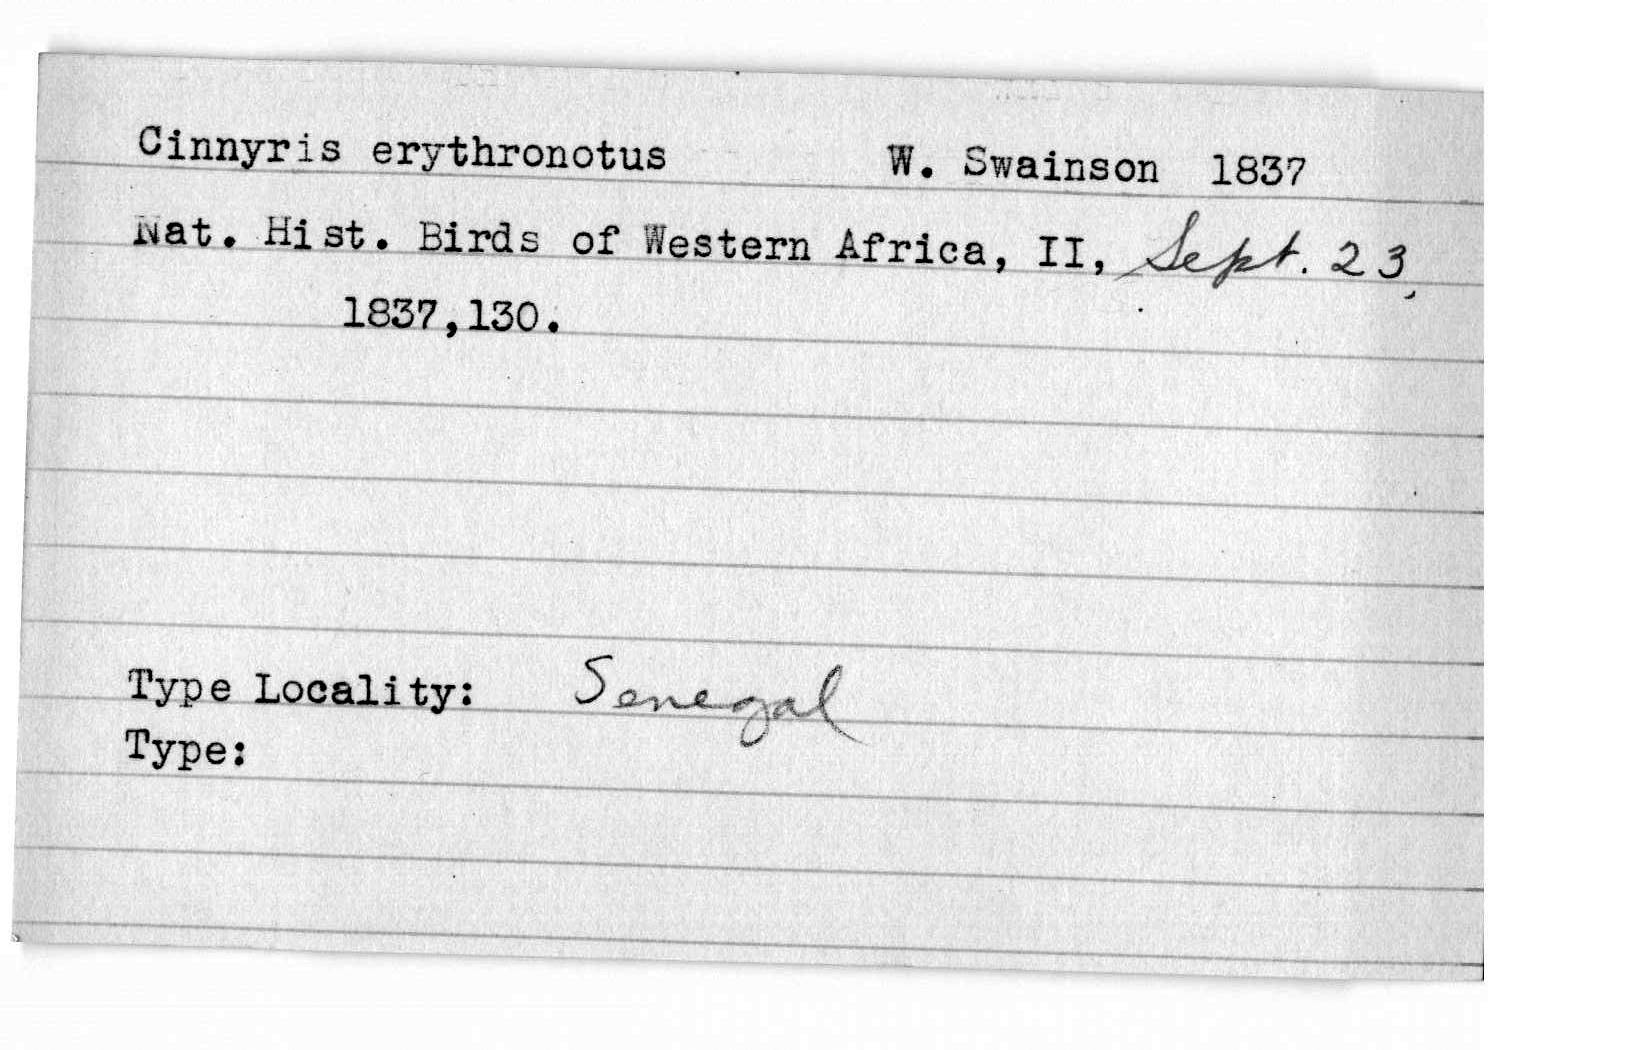 Cinnyris erythronotus W. Swainson 1837
Nat. Hist. Birds of Western Africa, II, Sept. 23,
1837,130.
Type Locality: Senegal
Type: